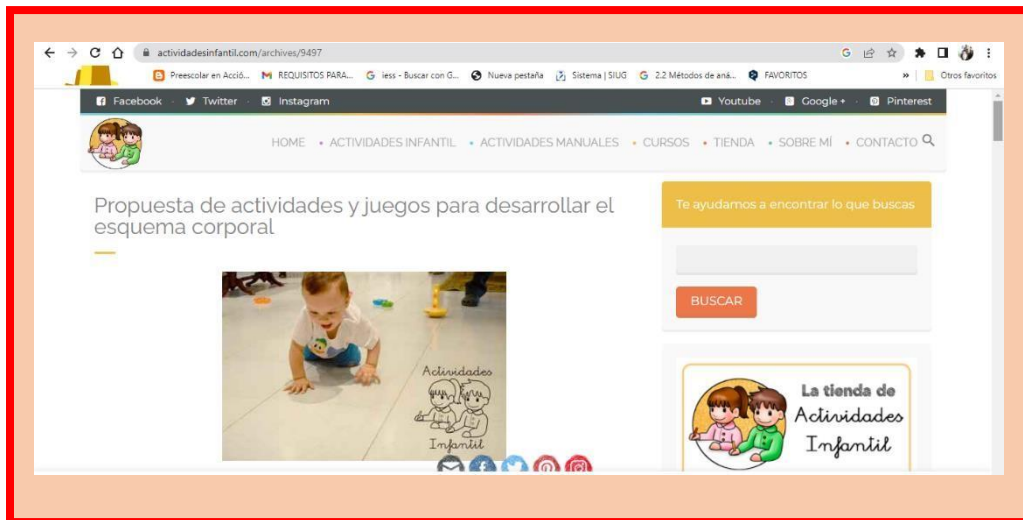 actividadesinfantil.com/archives/9497
Preescolar en Acció... REQUISITOS PARA... iess - Buscar con G... Nueva pestaña Sistema | SIUG 2.2 Métodos de aná... FAVORITOS » Otros favoritos
Facebook Twitter Instagram Youtube Google + Pinterest
HOME • ACTIVIDADES INFANTIL • ACTIVIDADES MANUALES • CURSOS • TIENDA • SOBRE MÍ • CONTACTO
Propuesta de actividades y juegos para desarrollar el
esquema corporal
Actividades
Infantil
Te ayudamos a encontrar lo que buscas
BUSCAR
La tienda de
Actividades
Infantil